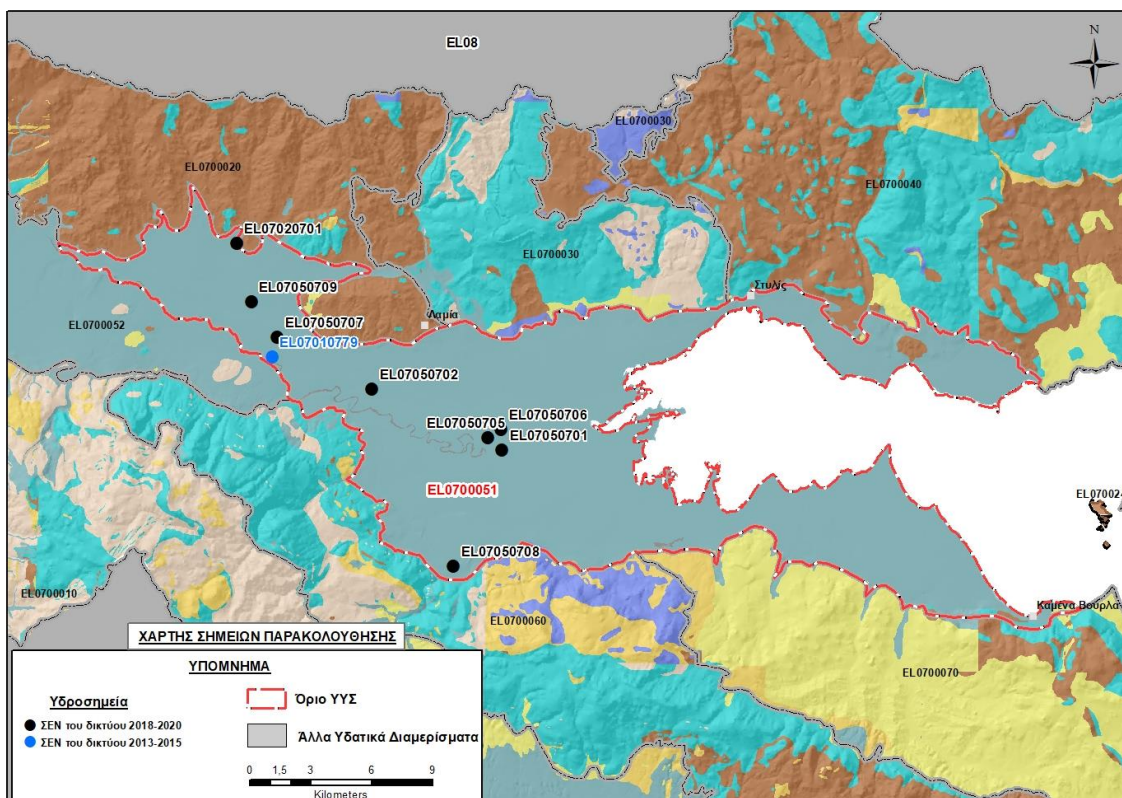 EL08
N
EL0700030
EL0700020
EL0700040
EL07020701
EL0700030
Στυλίς
EL07050709
Λαμία
EL0700052
EL07050707
EL07010779
EL07050702
EL07050706
EL07050705
EL07050701
EL0700051
EL070024
EL07050708
EL0700010
Καμένα Βούρλα
EL0700060
EL0700070
ΧΑΡΤΗΣ ΣΗΜΕΙΩΝ ΠΑΡΑΚΟΛΟΥΘΗΣΗΣ
ΥΠΟΜΝΗΜΑ
Υδροσημεία
ΣΕΝ του δικτύου 2018-2020
ΣΕΝ του δικτύου 2013-2015
Όριο ΥΥΣ
Άλλα Υδατικά Διαμερίσματα
0 1,5 3 6 9
Kilometers